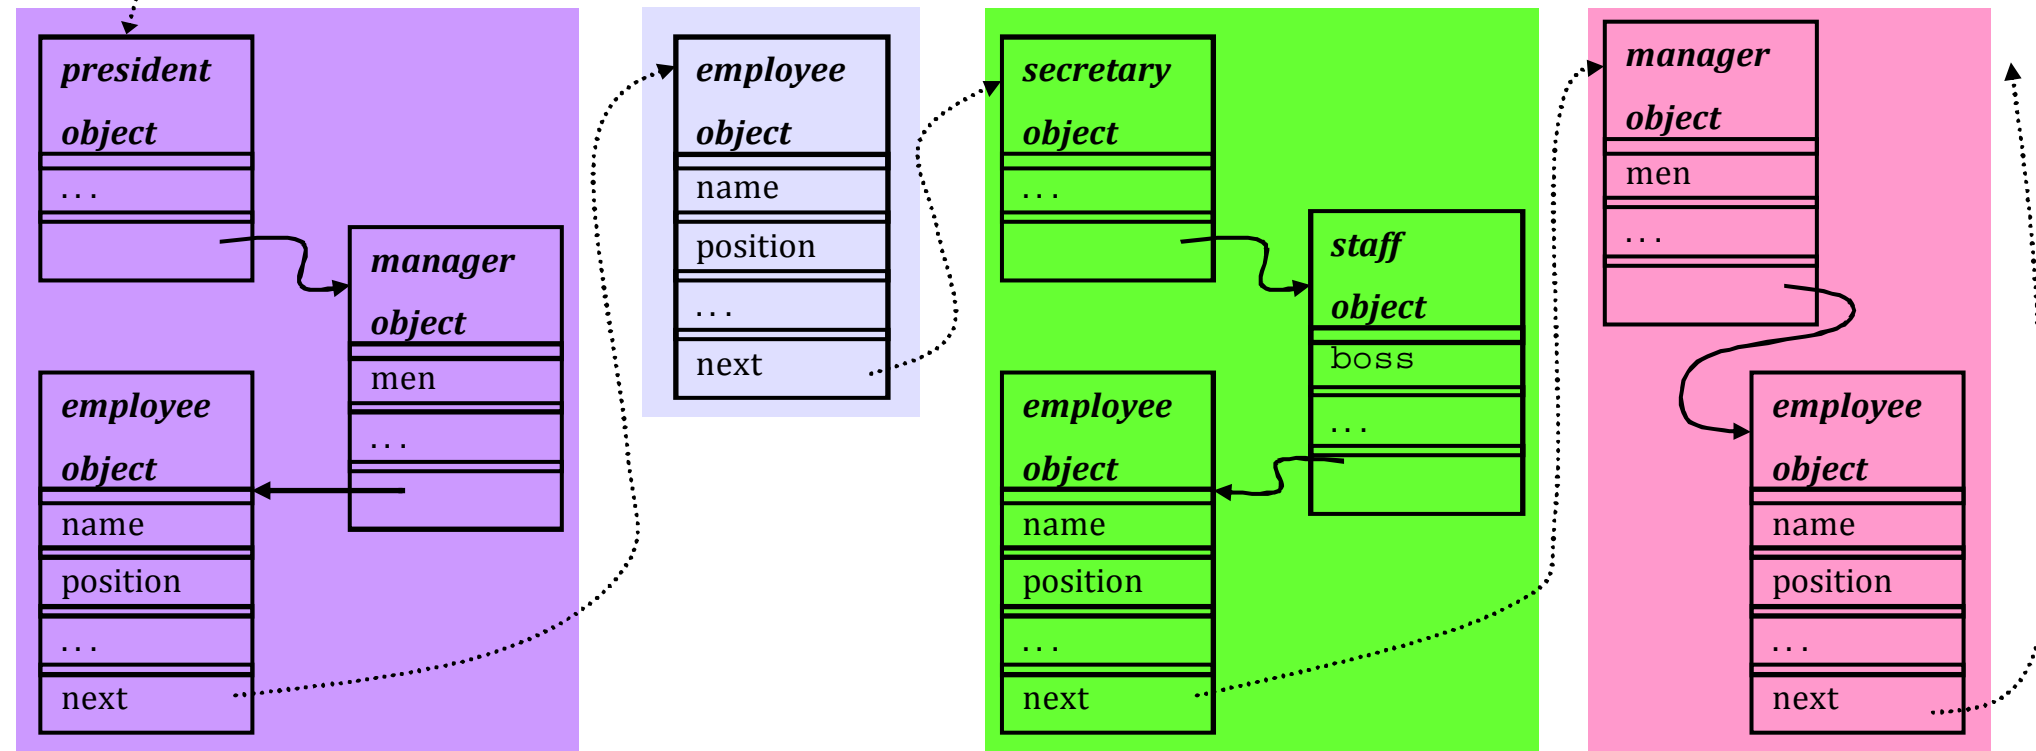 president
object
...
manager
object
men
...
employee
object
name
position
...
next
employee
object
name
position
...
next
secretary
object
...
staff
object
boss
...
employee
object
name
position
...
next
manager
object
men
...
employee
object
name
position
...
next